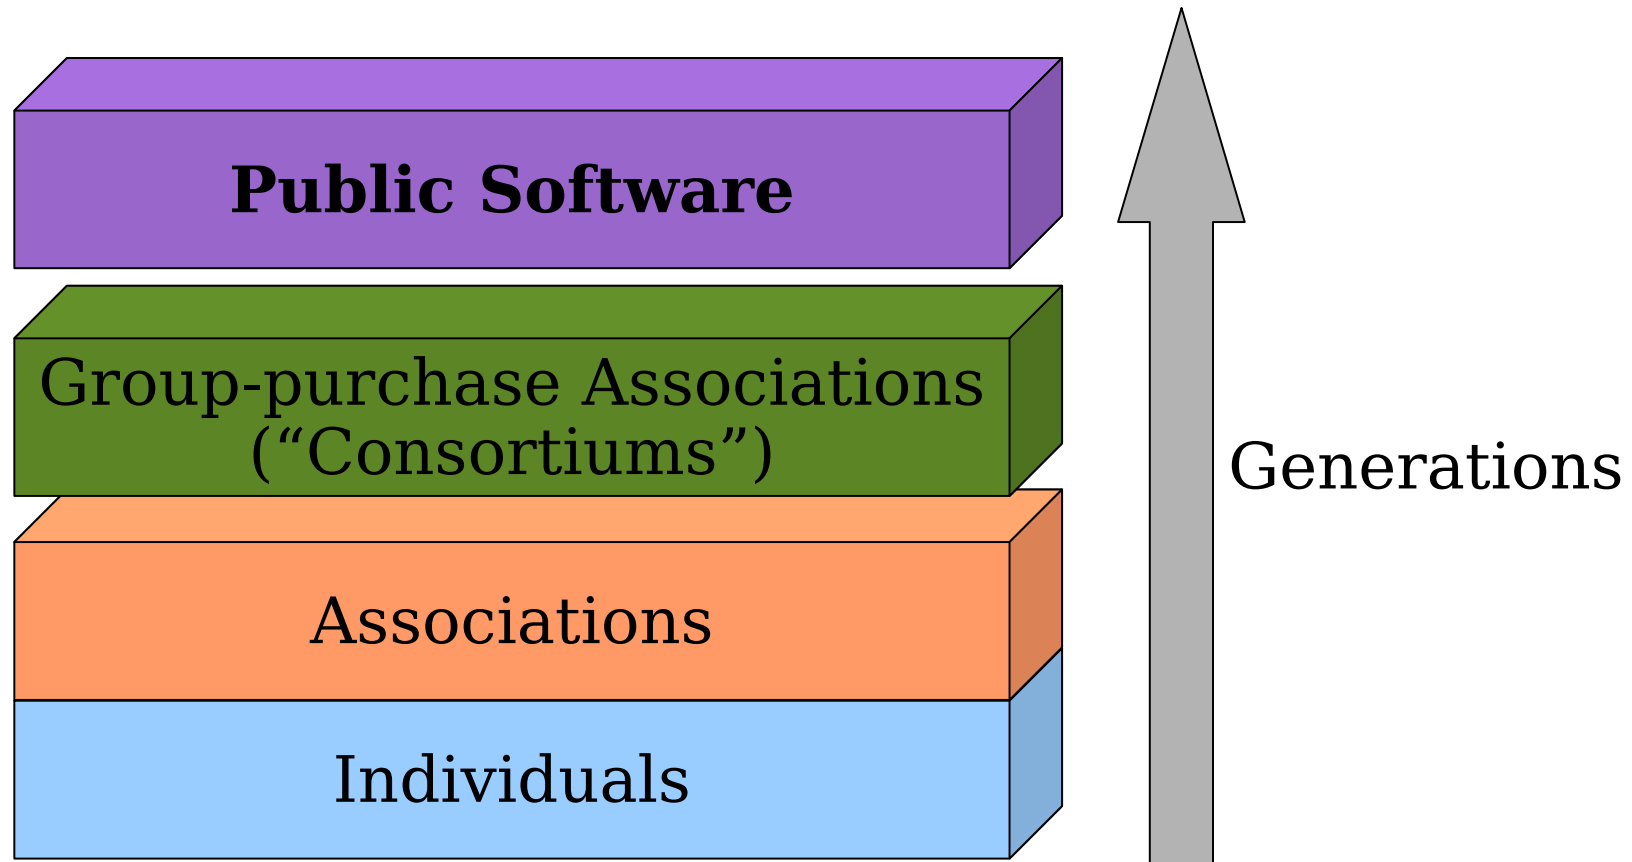 Public Software
Group-purchase Associations
(“Consortiums”)
Generations
Associations
Individuals